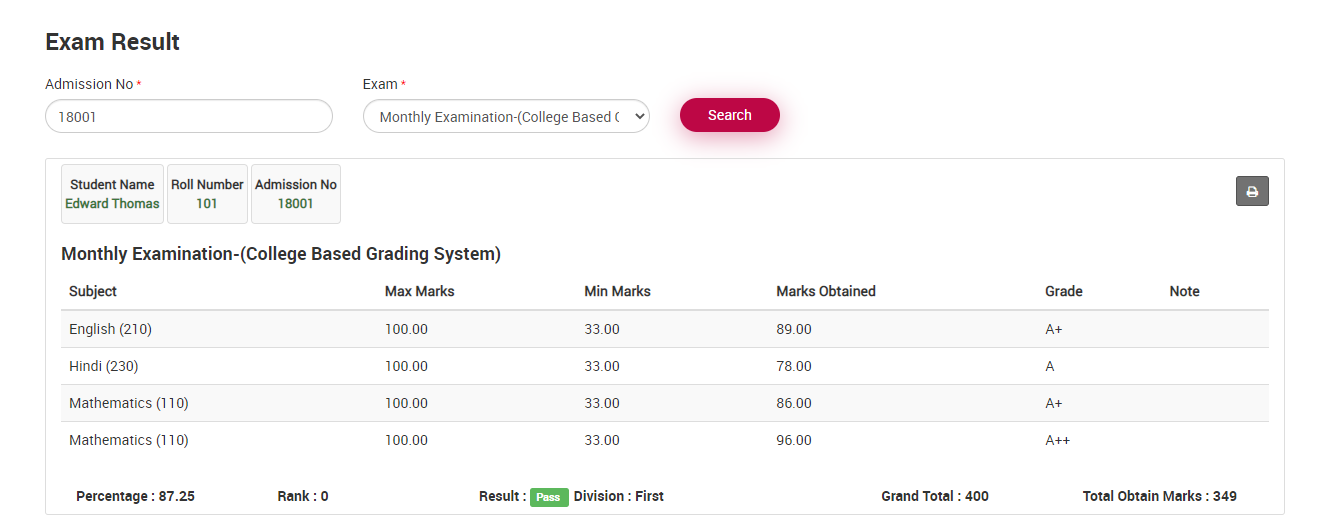 Exam Result
Admission No *
Exam *
18001
Monthly Examination-(College Based
Search
Student Name
Roll Number
Admission No
Edward Thomas
101
18001
Monthly Examination-(College Based Grading System)
Subject Max Marks Min Marks Marks Obtained Grade Note
English (210) 100.00 33.00 89.00 A+
Hindi (230) 100.00 33.00 78.00 A
Mathematics (110) 100.00 33.00 86.00 A+
Mathematics (110) 100.00 33.00 96.00 A++
Percentage : 87.25 Rank : 0 Result : Pass Division : First Grand Total : 400 Total Obtain Marks : 349